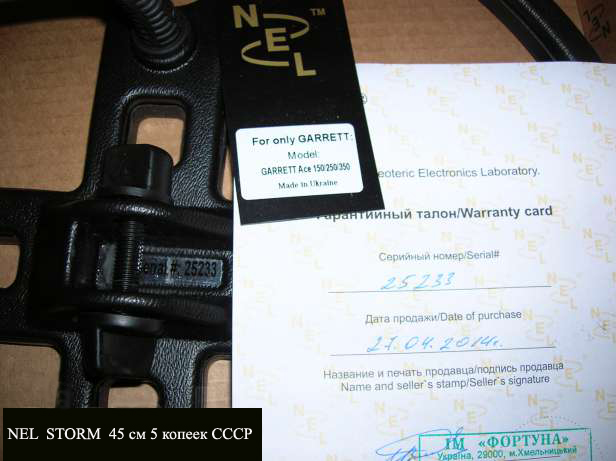 NEL™
For only GARRETT:
Model:
GARRETT Ace 150/250/350
Made in Ukraine
NEL
eoteric Electronics Laboratory.
Гарантийный талон/Warranty card
Серийный номер/Serial#
25233
Дата продажи/Date of purchase
27.04.2014г.
Название и печать продавца/подпись продавца
Name and seller`s stamp/Seller`s signature
ІМ «ФОРТУНА»
Україна, 29000, м.Хмельницький
Serial #: 25233
NEL STORM 45 см 5 копеек СССР